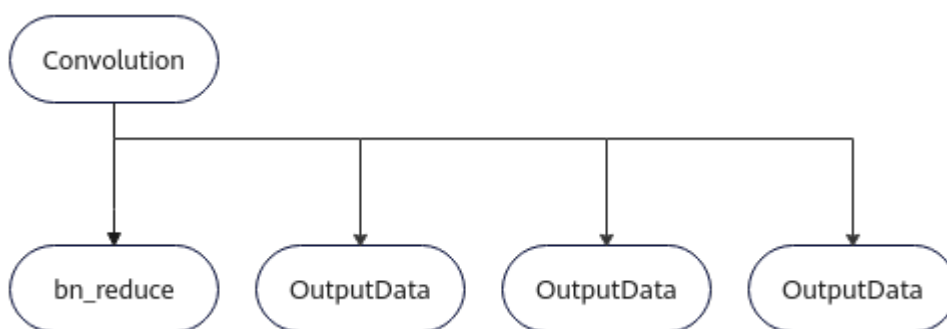 Convolution
bn_reduce
OutputData
OutputData
OutputData